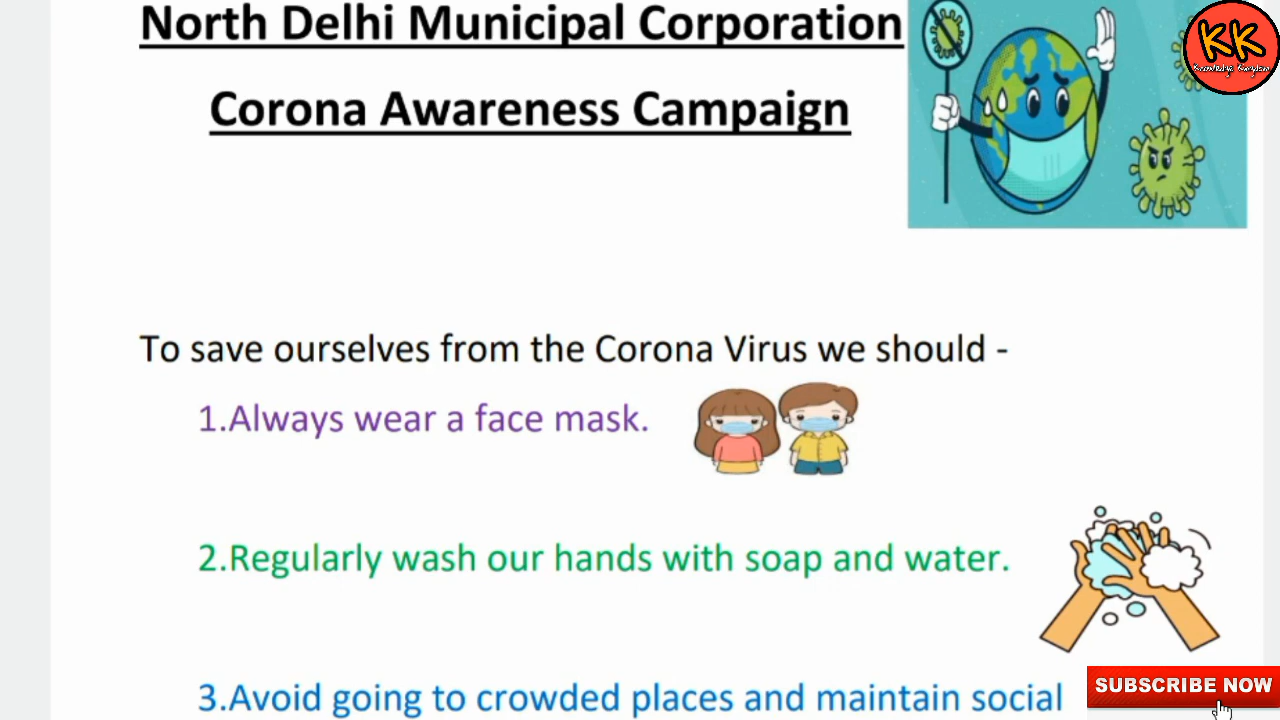 North Delhi Municipal Corporation
Corona Awareness Campaign
KK
Knowledge Kingdom
To save ourselves from the Corona Virus we should -
1.Always wear a face mask.
2.Regularly wash our hands with soap and water.
3.Avoid going to crowded places and maintain social
SUBSCRIBE NOW